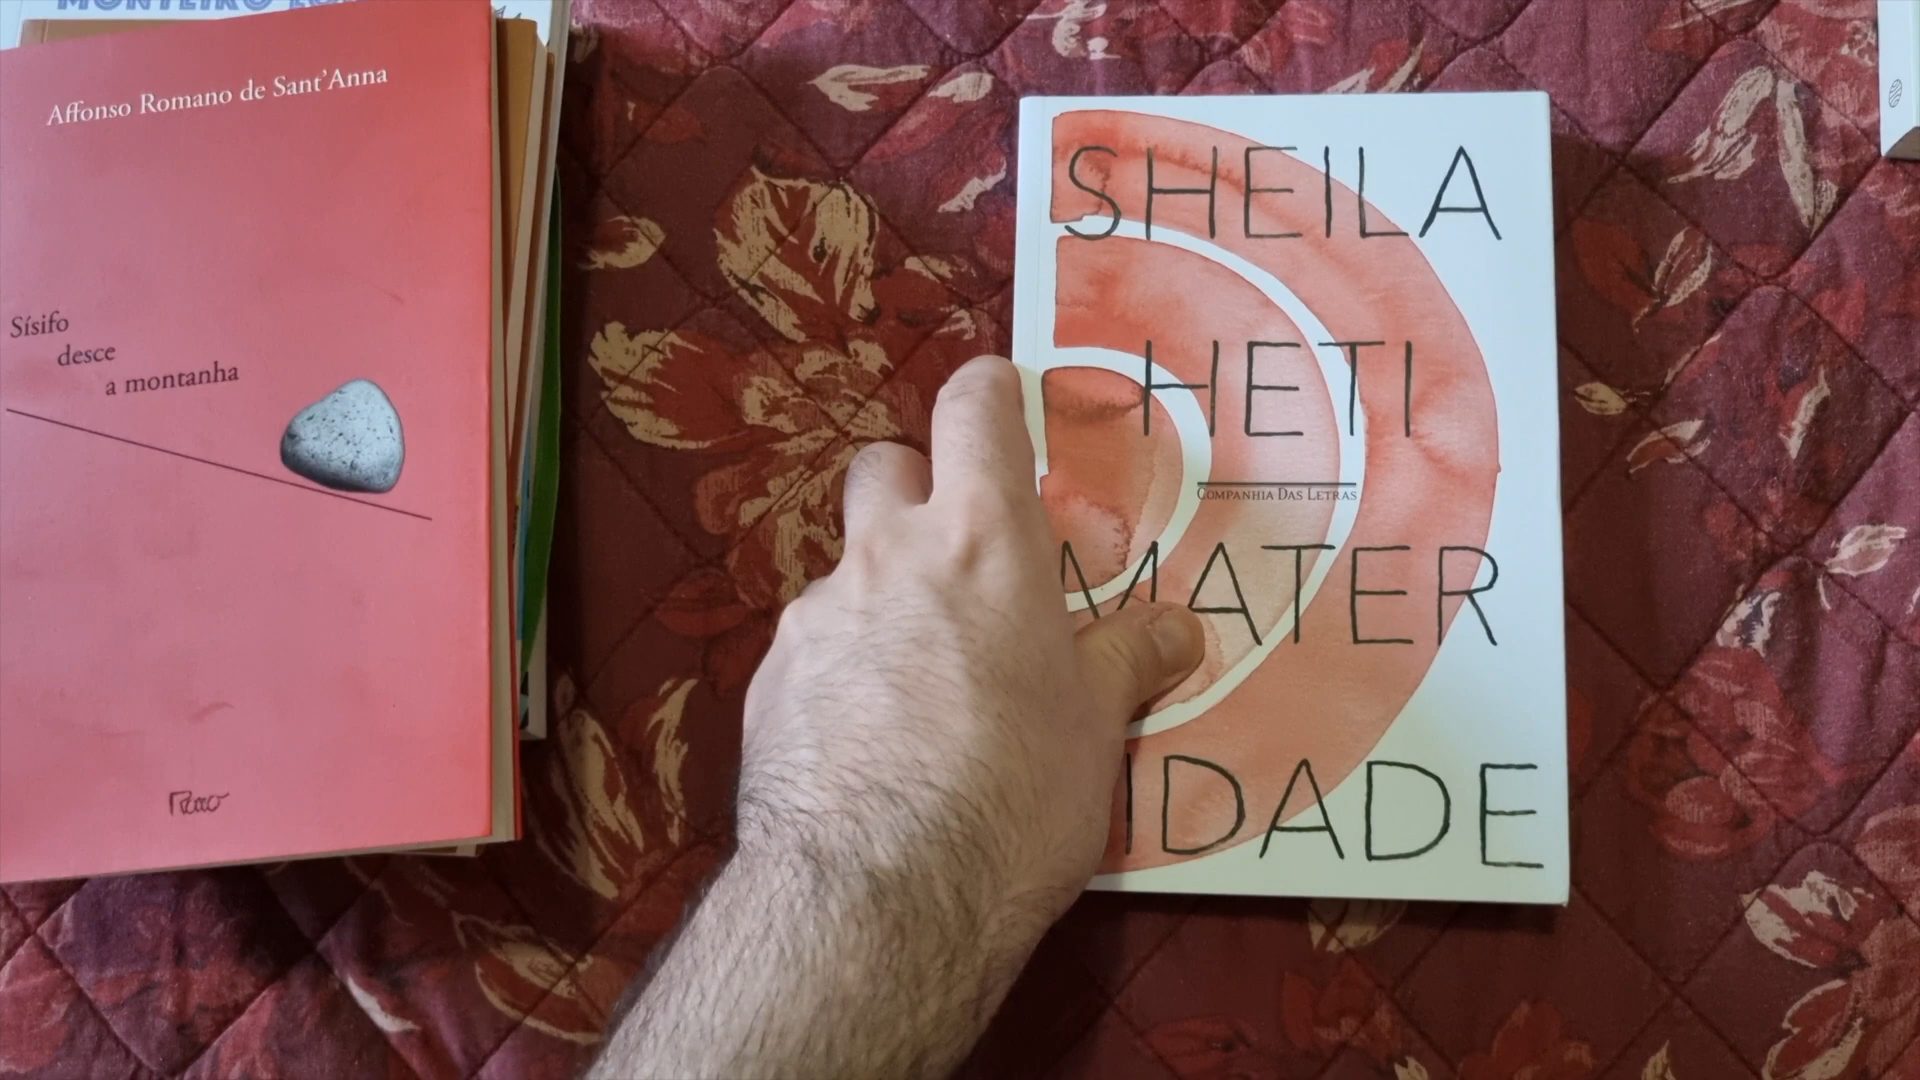 MONTEIRO
Affonso Romano de Sant'Anna
Sísifo
desce
a montanha
Rocco
SHEILA
HETI
COMPANHIA DAS LETRAS
MATER
IDADE